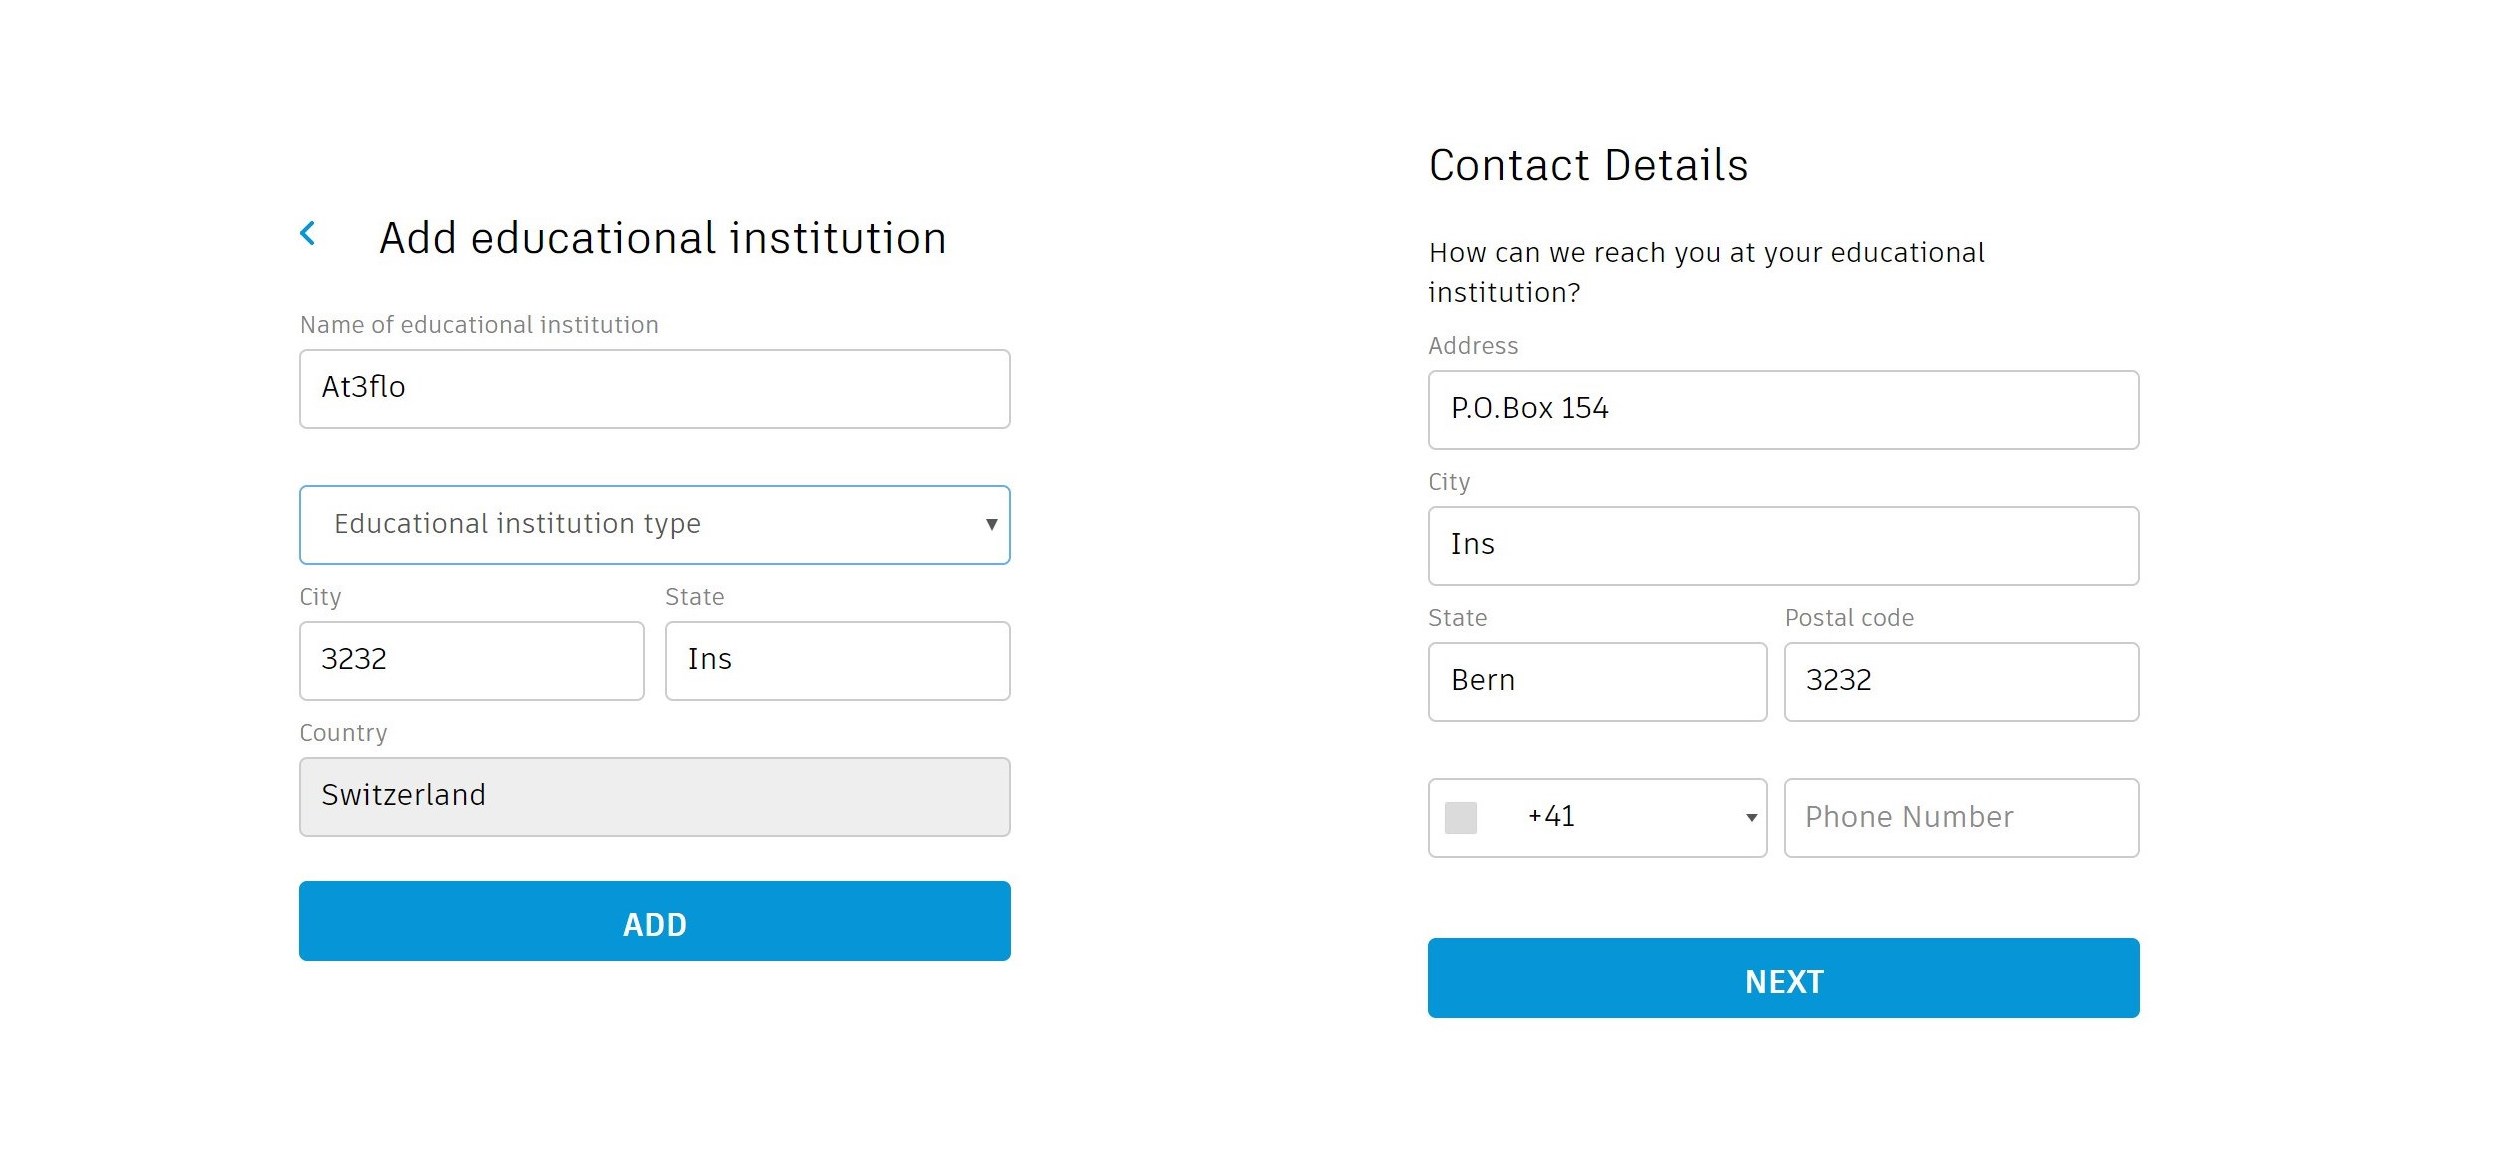 Add educational institution
Name of educational institution
At3flo
Educational institution type
City
State
3232
Ins
Country
Switzerland
ADD
Contact Details
How can we reach you at your educational
institution?
Address
P.O.Box 154
City
Ins
State
Postal code
Bern
3232
+41
Phone Number
NEXT